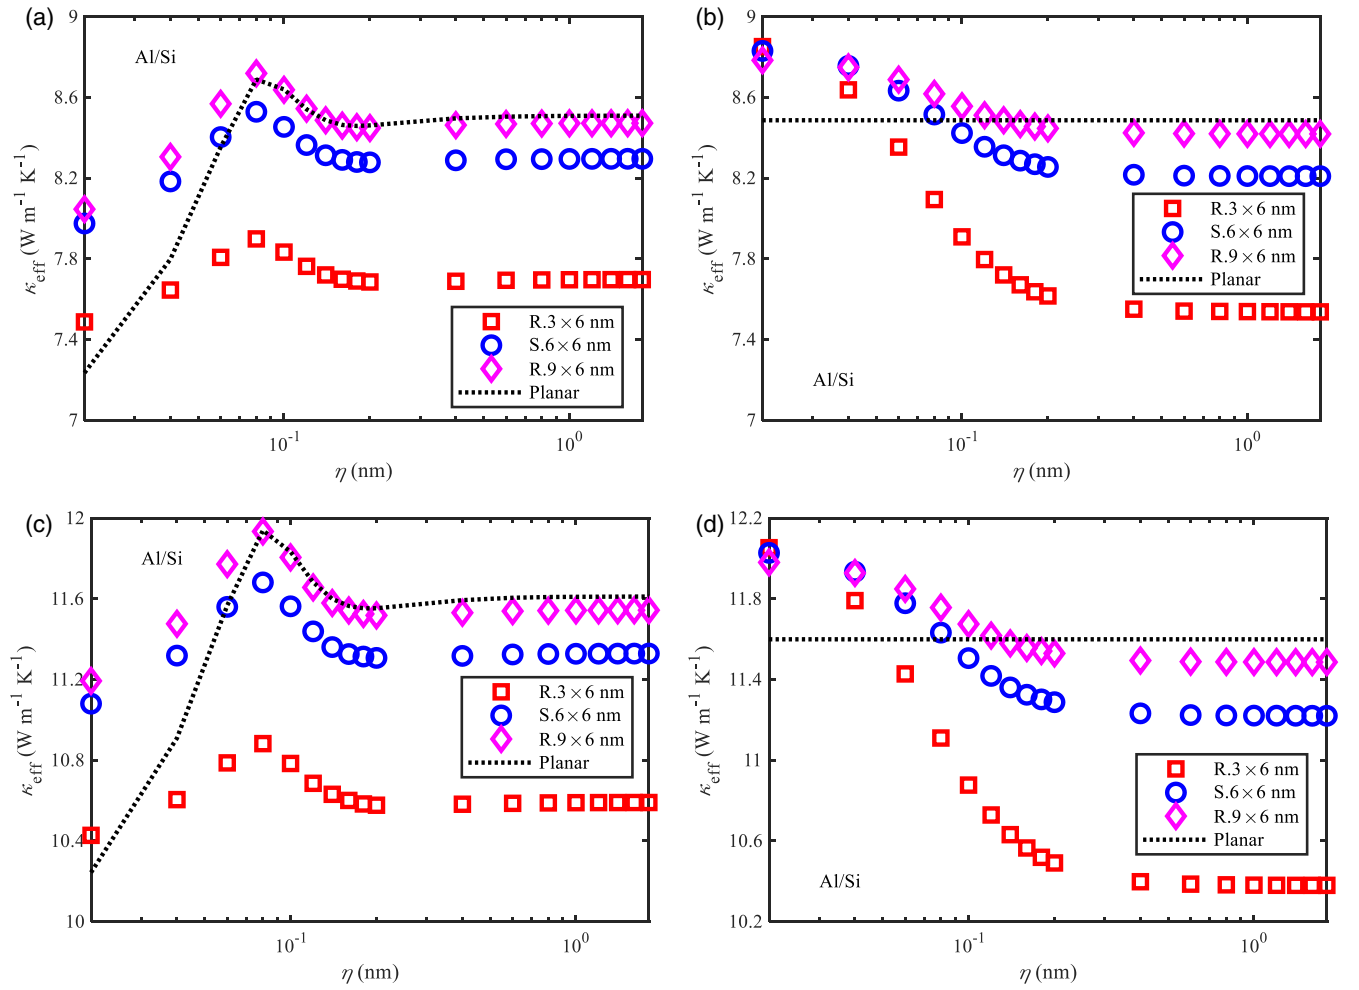 (a)
9
8.6
8.2
7.8
7.4
7
κeff (W m-1 K-1)
Al/Si
R.3×6 nm
S.6×6 nm
R.9×6 nm
Planar
10-1
100
η (nm)
(b)
9
8.6
8.2
7.8
7.4
7
κeff (W m-1 K-1)
R.3×6 nm
S.6×6 nm
R.9×6 nm
Planar
Al/Si
10-1
100
η (nm)
(c)
12
11.6
11.2
10.8
10.4
10
κeff (W m-1 K-1)
Al/Si
R.3×6 nm
S.6×6 nm
R.9×6 nm
Planar
10-1
100
η (nm)
(d)
12.2
11.8
11.4
11
10.6
10.2
κeff (W m-1 K-1)
R.3×6 nm
S.6×6 nm
R.9×6 nm
Planar
Al/Si
10-1
100
η (nm)